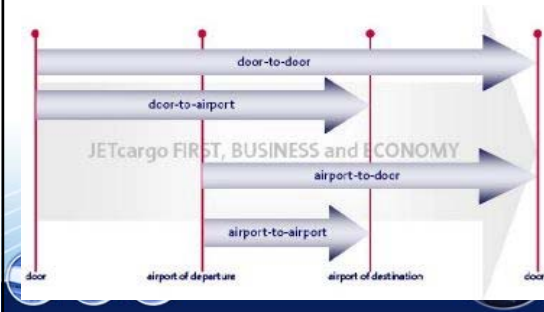 door-to-door
door-to-airport
JETcargo FIRST, BUSINESS and ECONOMY
airport-to-door
airport-to-airport
door airport of departure airport of destination door